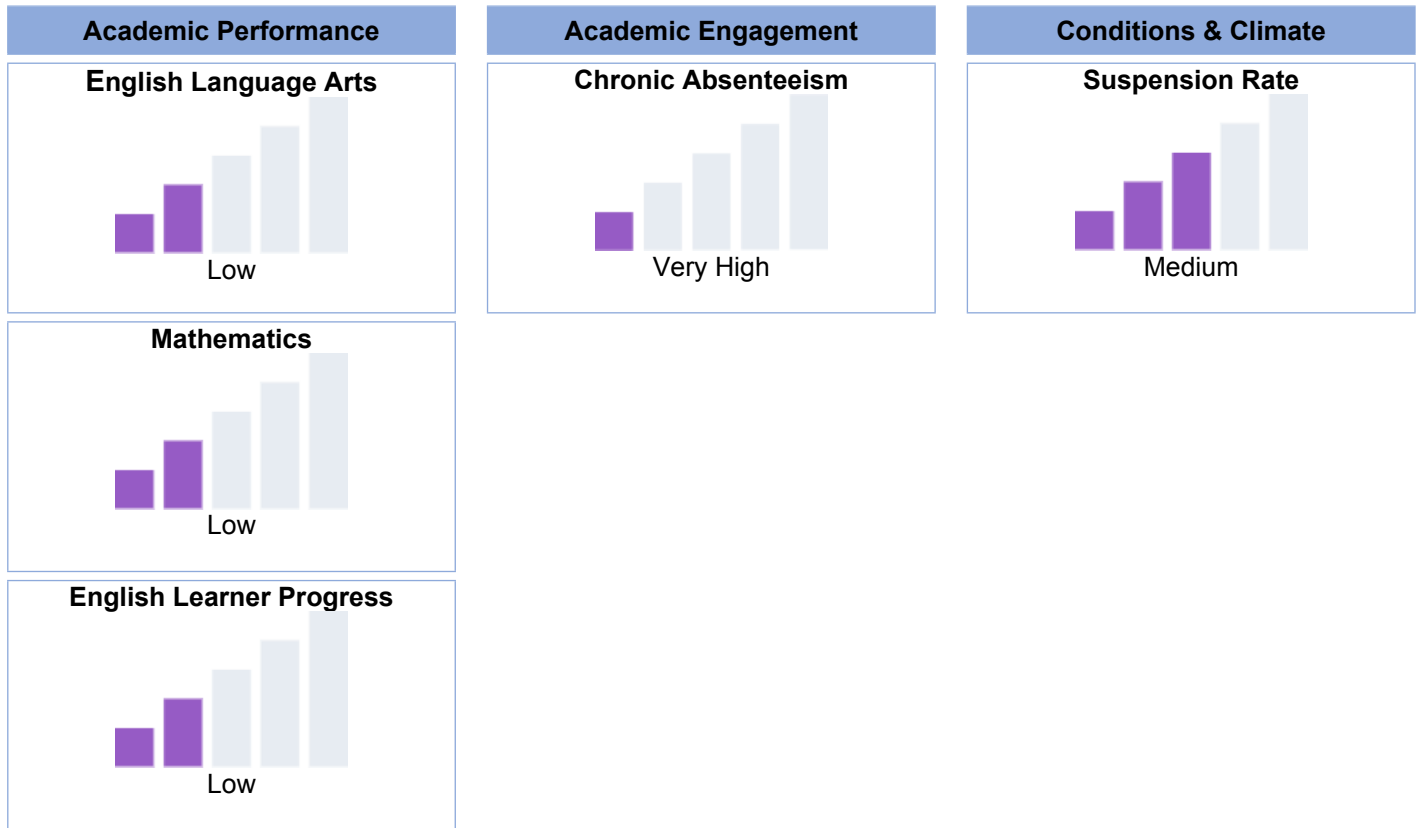 Academic Performance
Academic Engagement
Conditions & Climate
English Language Arts
Low
Chronic Absenteeism
Very High
Suspension Rate
Medium
Mathematics
Low
English Learner Progress
Low